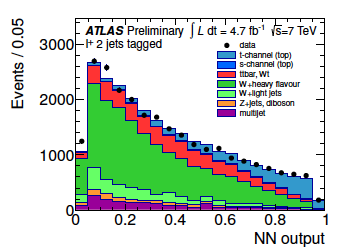 ATLAS Preliminary ∫ L dt = 4.7 fb⁻¹ √s=7 TeV
l+ 2 jets tagged
data
t-channel (top)
s-channel (top)
ttbar, Wt
W+heavy flavour
W+light jets
Z+jets, diboson
multijet
Events / 0.05
3000
2000
1000
0
0 0.2 0.4 0.6 0.8 1
NN output